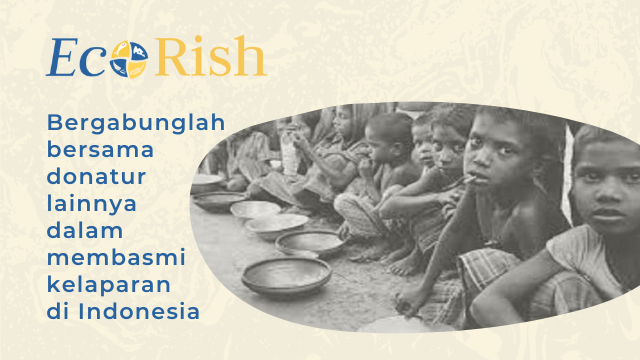 EcoRish
Bergabunglah
bersama
donatur
lainnya
dalam
membasmi
kelaparan
di Indonesia